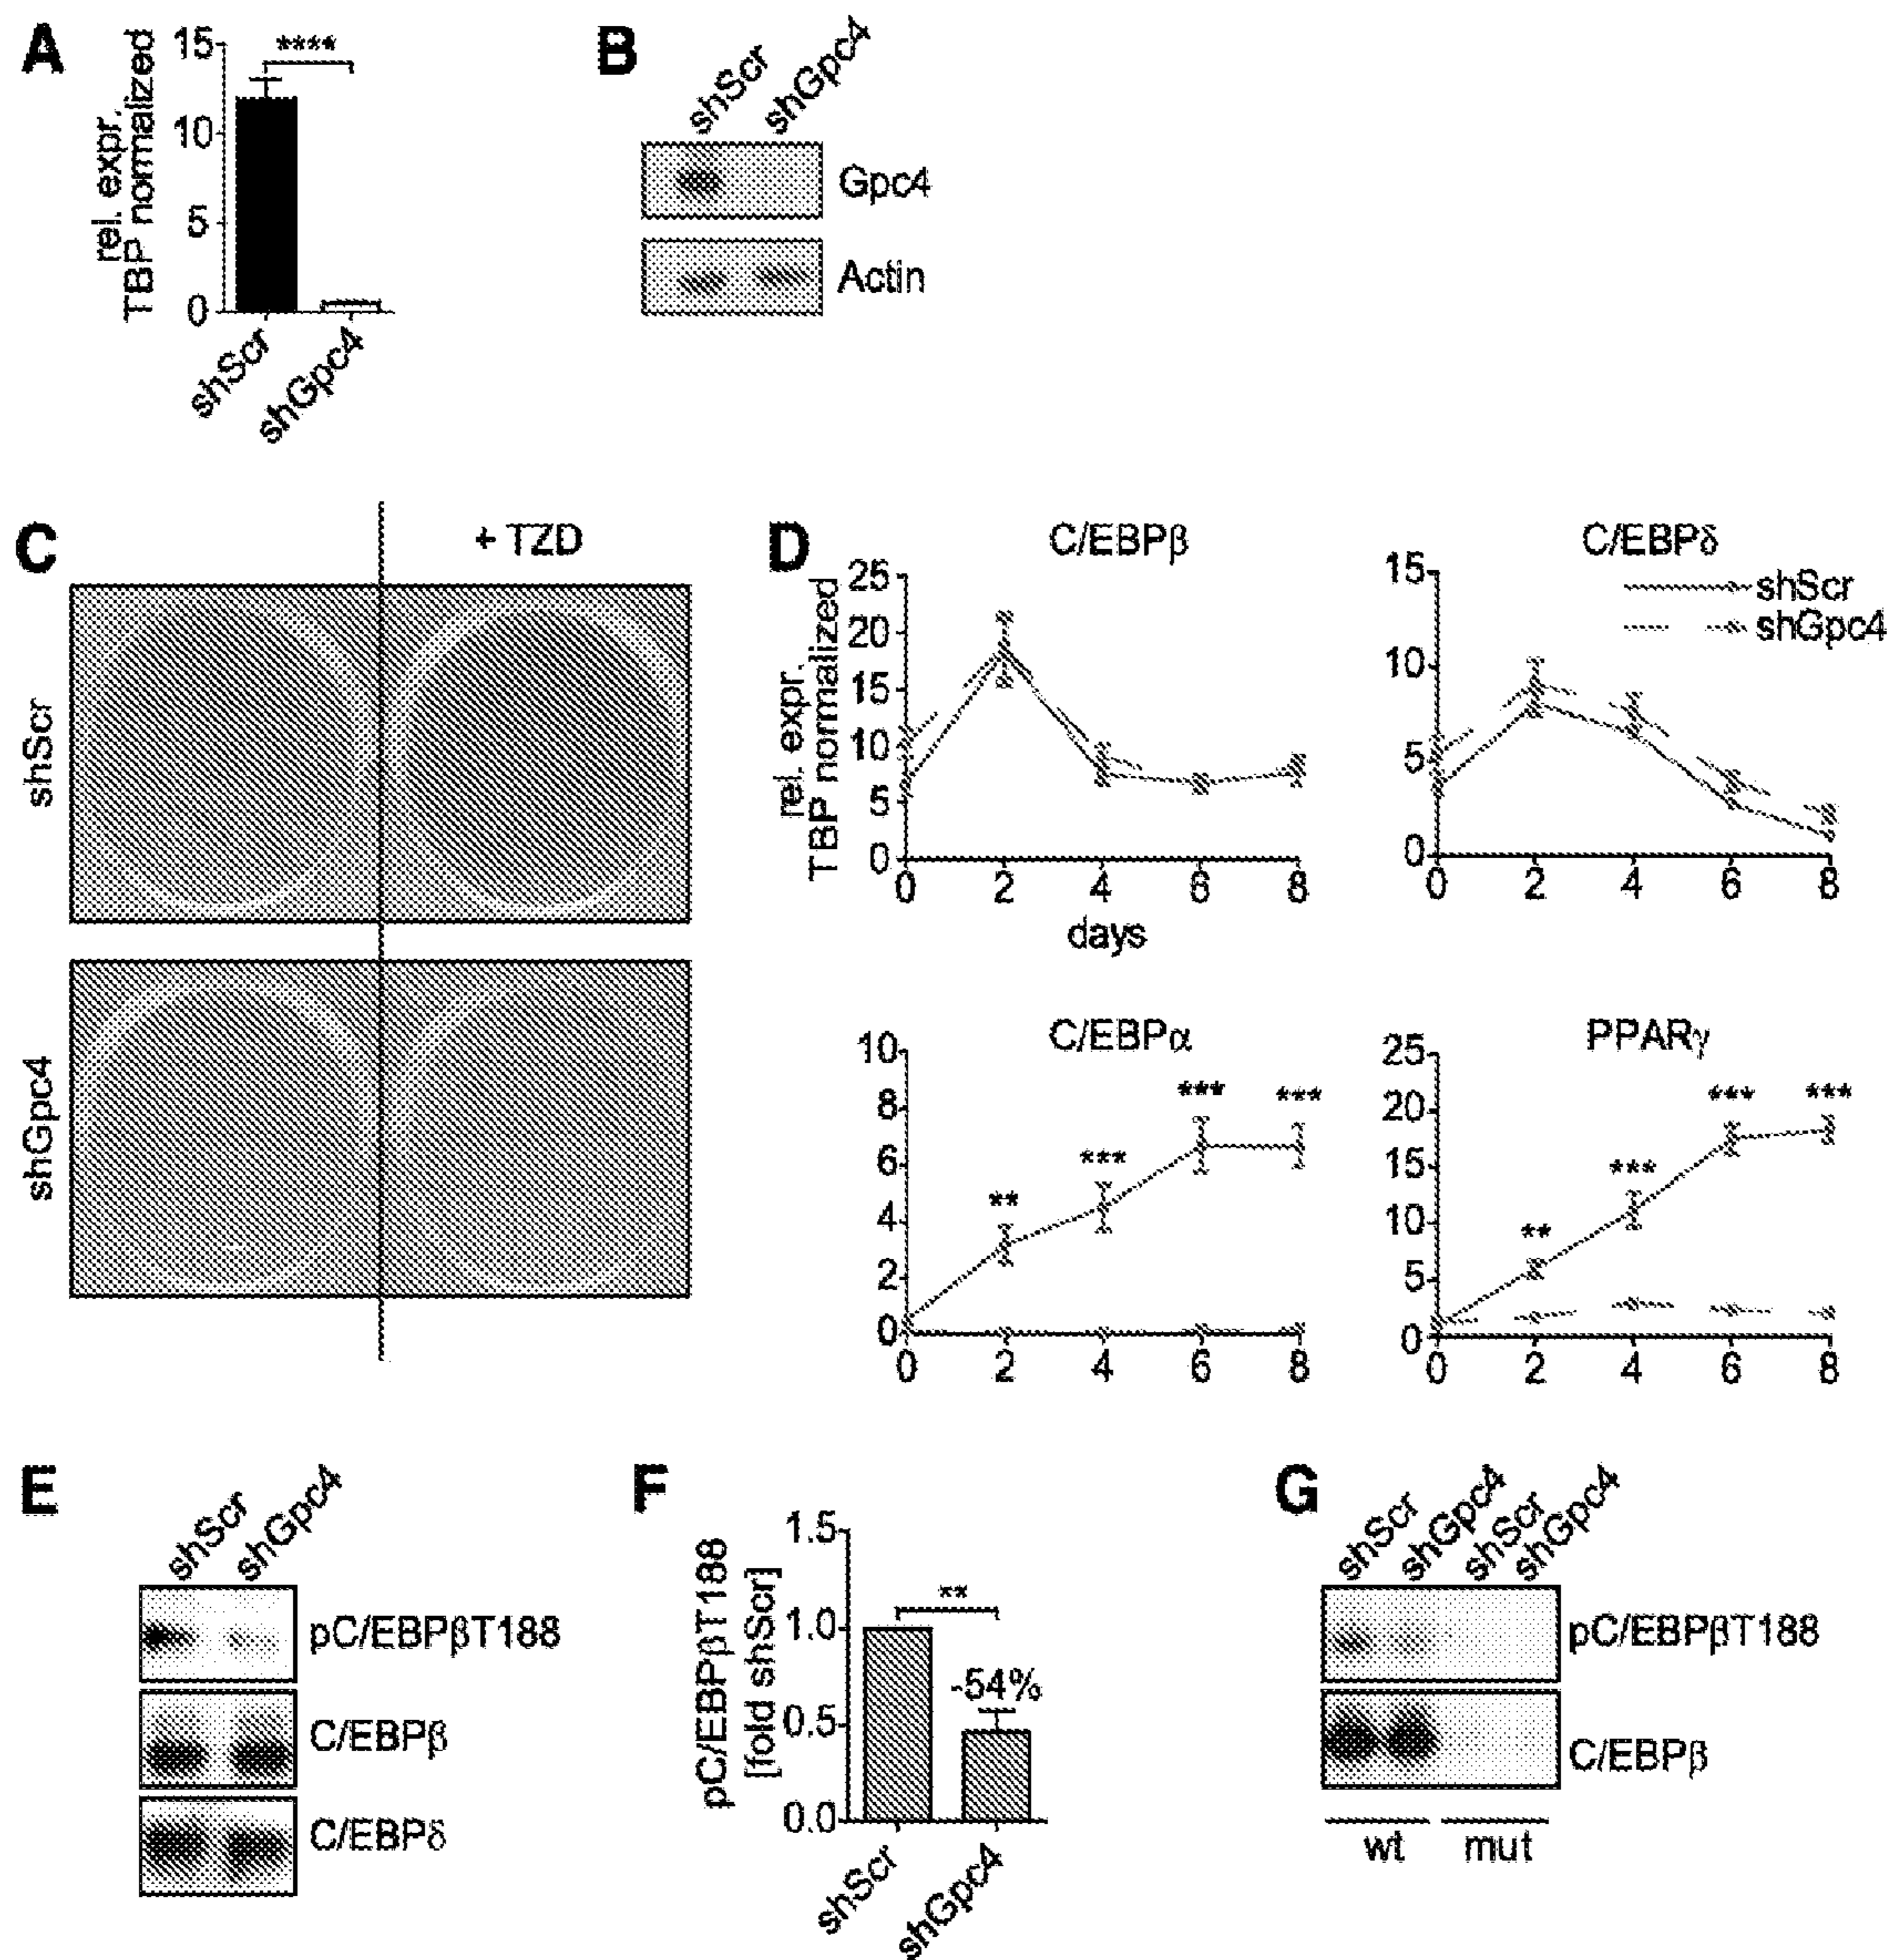 A
rel. expr.
TBP normalized
15
10
5
0
****
shScr
shGpc4
B
shScr
shGpc4
Gpc4
Actin
C
+ TZD
shScr
shGpc4
D
C/EBPβ
rel. expr.
TBP normalized
25
20
15
10
5
0
0 2 4 6 8
days
C/EBPδ
15
10
5
0
0 2 4 6 8
shScr
shGpc4
C/EBPα
10
8
6
4
2
0
** *** *** ***
0 2 4 6 8
PPARγ
25
20
15
10
5
0
** *** *** ***
0 2 4 6 8
E
shScr
shGpc4
pC/EBPβT188
C/EBPβ
C/EBPδ
F
pC/EBPβT188
[fold shScr]
1.5
1.0
0.5
0.0
**
-54%
shScr
shGpc4
G
shScr
shGpc4
shScr
shGpc4
pC/EBPβT188
C/EBPβ
wt mut